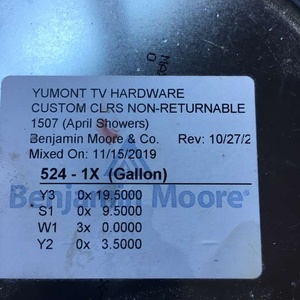 YUMONT TV HARDWARE
CUSTOM CLRS NON-RETURNABLE
1507 (April Showers)
Benjamin Moore & Co. Rev: 10/27/2
Mixed On: 11/15/2019
524 - 1X (Gallon)
Benjamin Moore®
Y3 0x 19.5000
S1 0x 9.5000
W1 3x 0.0000
Y2 0x 3.5000